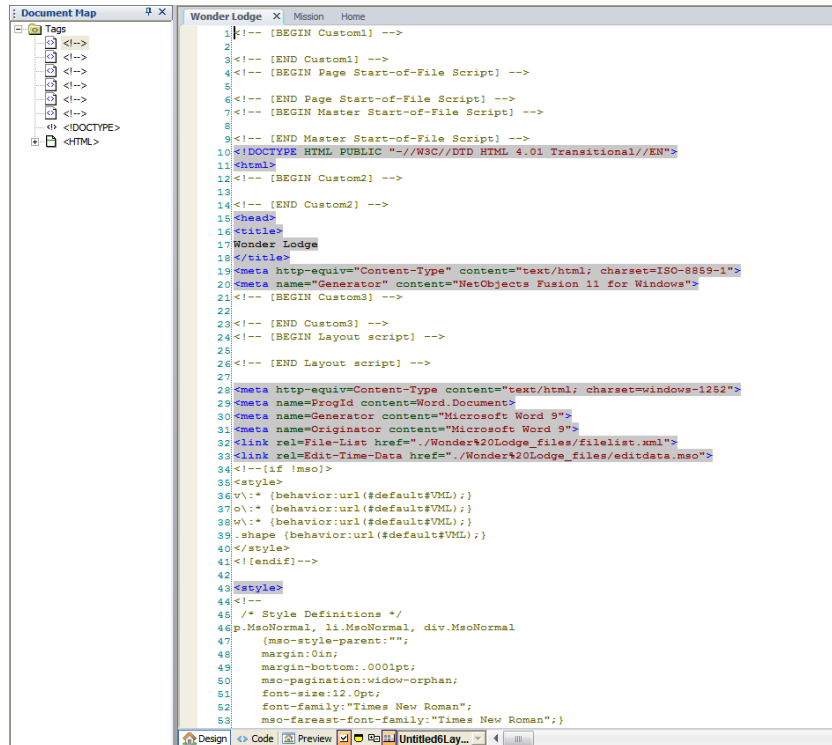 Document Map
Tags
<!-->
<!-->
<!-->
<!-->
<!-->
<!-->
<!DOCTYPE>
<HTML>
Wonder Lodge X Mission Home
1 <!-- [BEGIN Custom1] -->
2
3 <!-- [END Custom1] -->
4 <!-- [BEGIN Page Start-of-File Script] -->
5
6 <!-- [END Page Start-of-File Script] -->
7 <!-- [BEGIN Master Start-of-File Script] -->
8
9 <!-- [END Master Start-of-File Script] -->
10 <!DOCTYPE HTML PUBLIC "-//W3C//DTD HTML 4.01 Transitional//EN">
11 <html>
12 <!-- [BEGIN Custom2] -->
13
14 <!-- [END Custom2] -->
15 <head>
16 <title>
17 Wonder Lodge
18 </title>
19 <meta http-equiv="Content-Type" content="text/html; charset=ISO-8859-1">
20 <meta name="Generator" content="NetObjects Fusion 11 for Windows">
21 <!-- [BEGIN Custom3] -->
22
23 <!-- [END Custom3] -->
24 <!-- [BEGIN Layout script] -->
25
26 <!-- [END Layout script] -->
27
28 <meta http-equiv=Content-Type content="text/html; charset=windows-1252">
29 <meta name=ProgId content=Word.Document>
30 <meta name=Generator content="Microsoft Word 9">
31 <meta name=Originator content="Microsoft Word 9">
32 <link rel=File-List href="./Wonder%20Lodge_files/filelist.xml">
33 <link rel=Edit-Time-Data href="./Wonder%20Lodge_files/editdata.mso">
34 <!--[if !mso]>
35 <style>
36 v\:* {behavior:url(#default#VML);}
37 o\:* {behavior:url(#default#VML);}
38 w\:* {behavior:url(#default#VML);}
39 .shape {behavior:url(#default#VML);}
40 </style>
41 <![endif]-->
42
43 <style>
44 <!--
45 /* Style Definitions */
46 p.MsoNormal, li.MsoNormal, div.MsoNormal
47 {mso-style-parent:"";
48 margin:0in;
49 margin-bottom:.0001pt;
50 mso-pagination:widow-orphan;
51 font-size:12.0pt;
52 font-family:"Times New Roman";
53 mso-fareast-font-family:"Times New Roman";}
Design <> Code Preview Untitled6Lay...